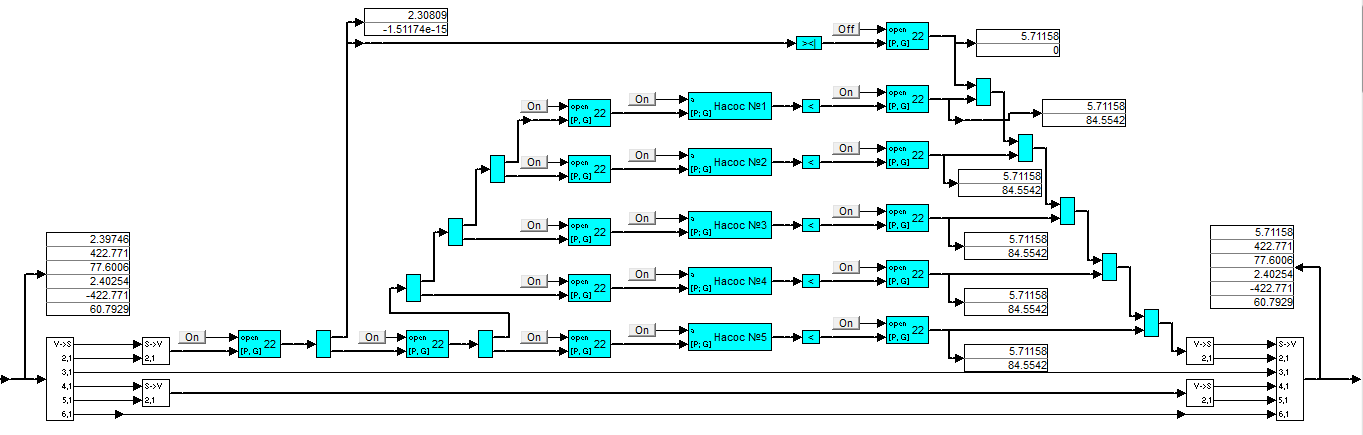 2.30809
-1.51174e-15
Off
open
[P, G] 22
><|
5.71158
0
On
open
[P, G] 22
On
a
[P; G] Насос №1
<
On
open
[P, G] 22
5.71158
84.5542
On
open
[P, G] 22
On
a
[P; G] Насос №2
<
On
open
[P, G] 22
5.71158
84.5542
On
open
[P, G] 22
On
a
[P; G] Насос №3
<
On
open
[P, G] 22
5.71158
84.5542
On
open
[P, G] 22
On
a
[P; G] Насос №4
<
On
open
[P, G] 22
5.71158
84.5542
2.39746
422.771
77.6006
2.40254
-422.771
60.7929
5.71158
422.771
77.6006
2.40254
-422.771
60.7929
On
open
[P, G] 22
On
open
[P, G] 22
On
open
[P, G] 22
On
a
[P; G] Насос №5
<
On
open
[P, G] 22
5.71158
84.5542
V->S
2,1
3,1
4,1
5,1
6,1
S->V
2,1
S->V
2,1
V->S
2,1
V->S
2,1
S->V
2,1
3,1
4,1
5,1
6,1